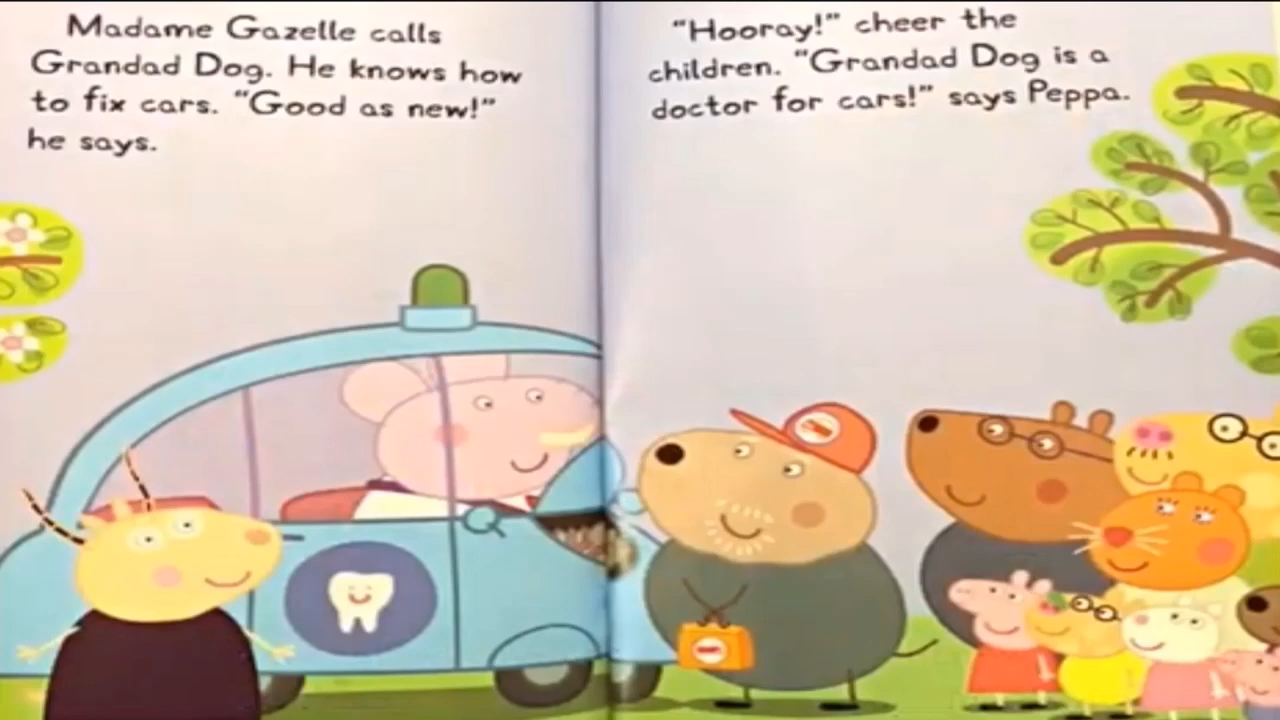 Madame Gazelle calls
Grandad Dog. He knows how
to fix cars. “Good as new!”
he says.
“Hooray!” cheer the
children. “Grandad Dog is a
doctor for cars!” says Peppa.